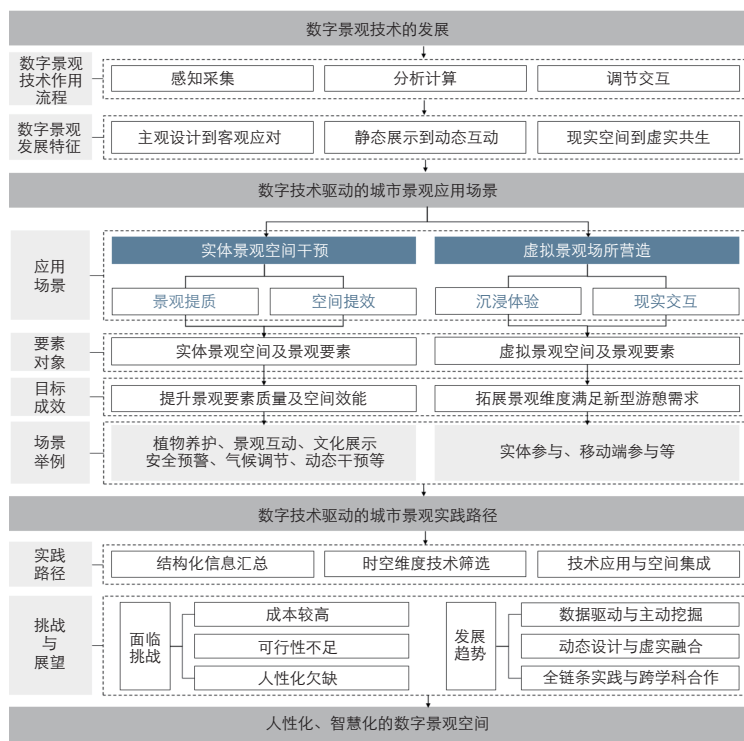 数字景观技术的发展
数字景观
技术作用
流程
感知采集
分析计算
调节交互
数字景观
发展特征
主观设计到客观应对
静态展示到动态互动
现实空间到虚实共生
数字技术驱动的城市景观应用场景
应用
场景
实体景观空间干预
虚拟景观场所营造
景观提质
空间提效
沉浸体验
现实交互
要素
对象
实体景观空间及景观要素
虚拟景观空间及景观要素
目标
成效
提升景观要素质量及空间效能
拓展景观维度满足新型游憩需求
场景
举例
植物养护、景观互动、文化展示
安全预警、气候调节、动态干预等
实体参与、移动端参与等
数字技术驱动的城市景观实践路径
实践
路径
结构化信息汇总
时空维度技术筛选
技术应用与空间集成
挑战
与
展望
面临
挑战
成本较高
可行性不足
人性化欠缺
发展
趋势
数据驱动与主动挖掘
动态设计与虚实融合
全链条实践与跨学科合作
人性化、智慧化的数字景观空间